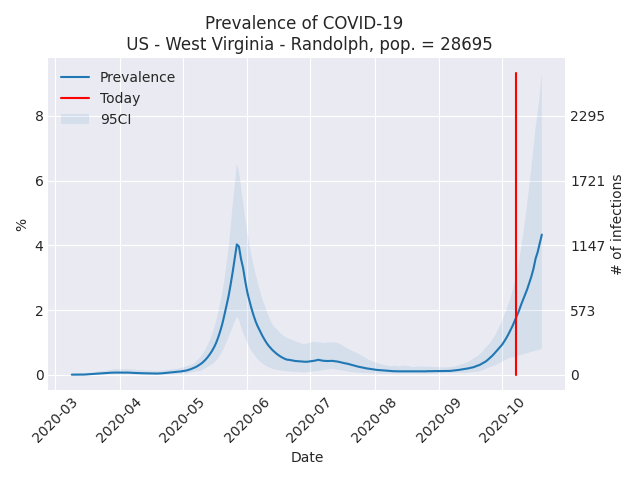 Prevalence of COVID-19
US - West Virginia - Randolph, pop. = 28695
Prevalence
Today
95CI
8
6
4
2
0
%
2295
1721
1147
573
0
# of infections
2020-03
2020-04
2020-05
2020-06
2020-07
2020-08
2020-09
2020-10
Date